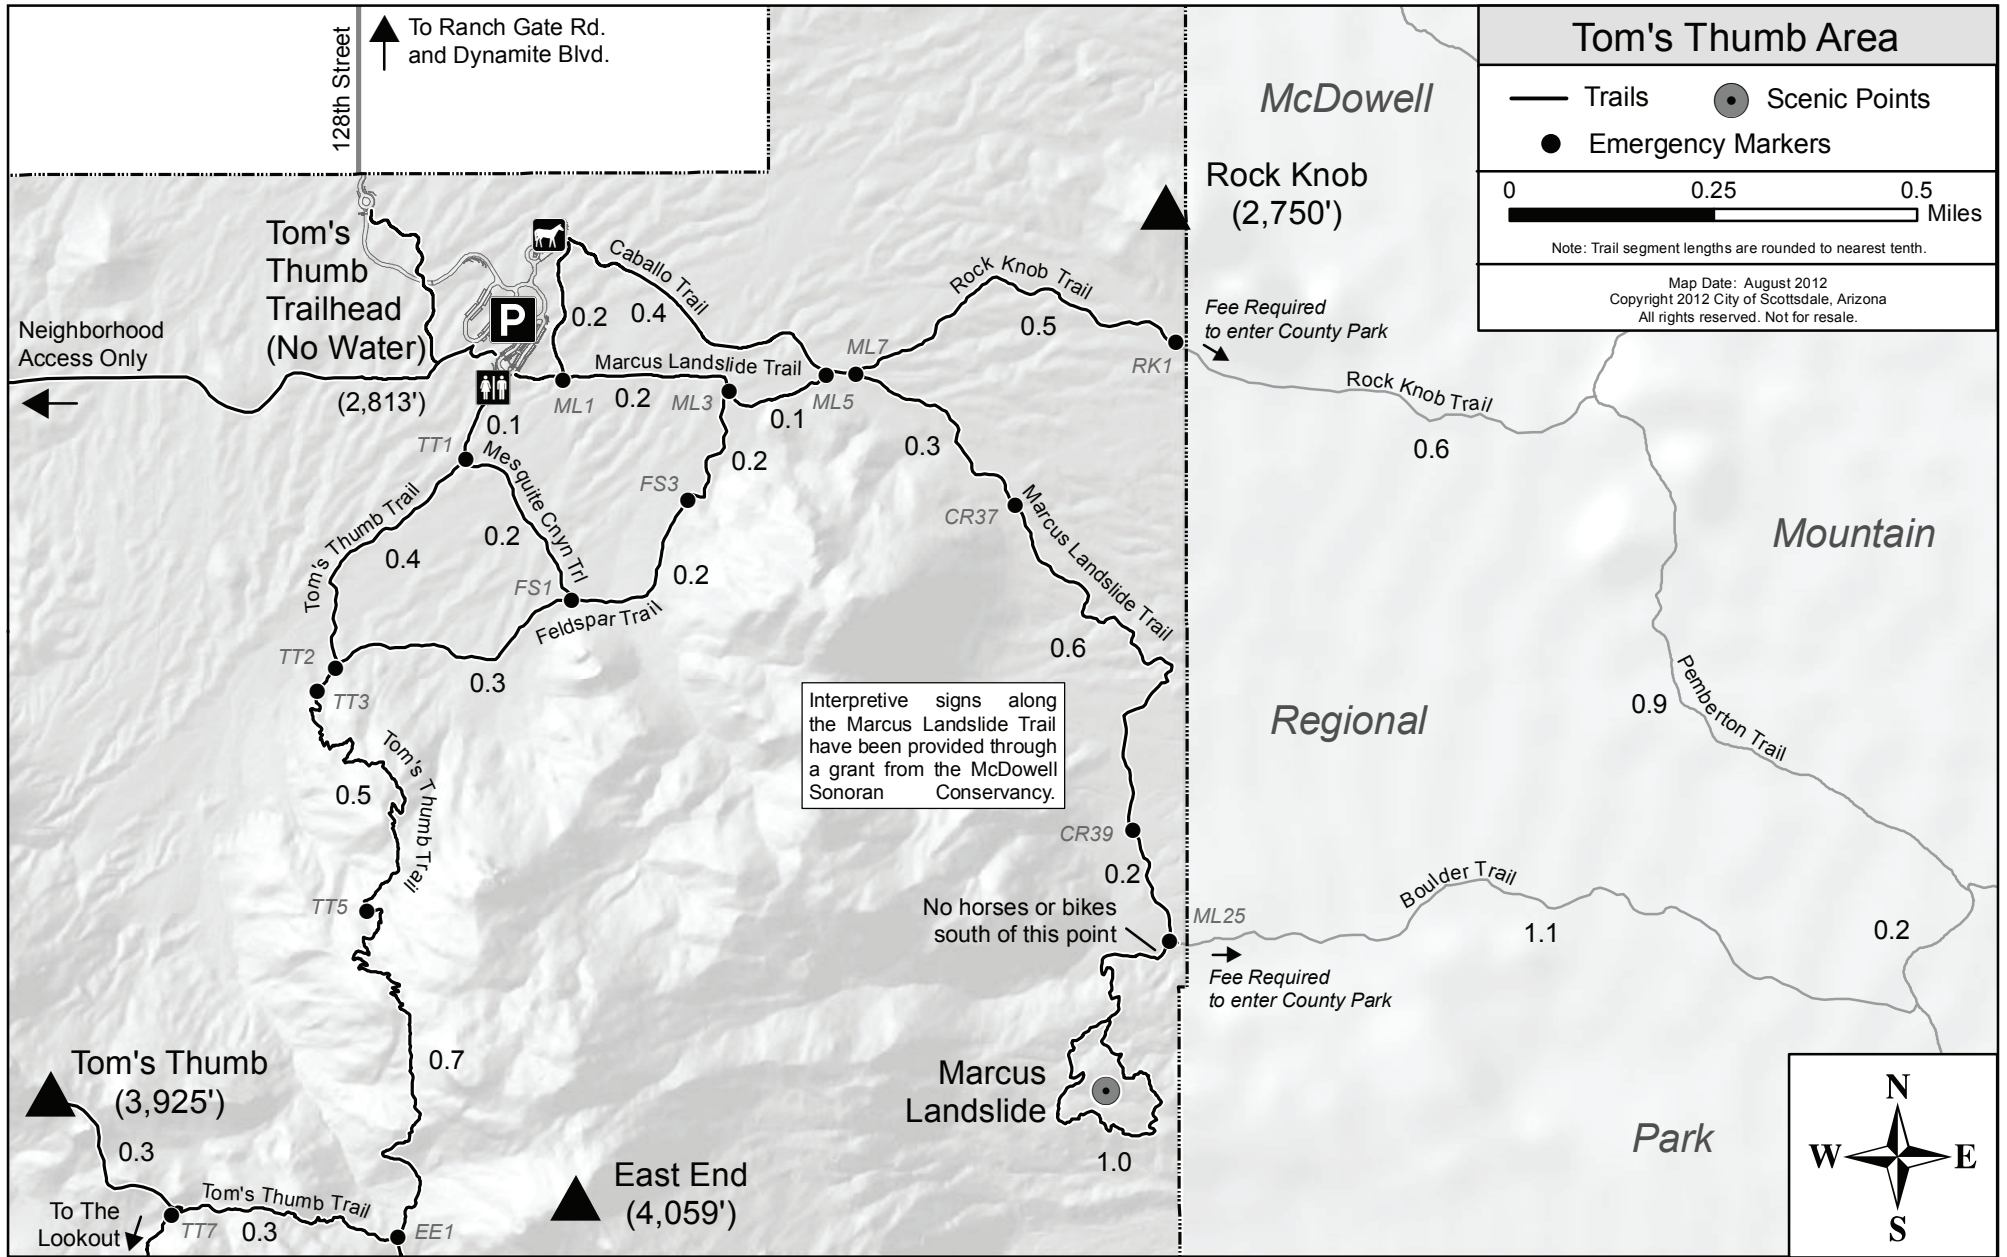 To Ranch Gate Rd.
and Dynamite Blvd.
128th Street
Tom's Thumb Area
Trails
Scenic Points
Emergency Markers
0
0.25
0.5
Miles
Note: Trail segment lengths are rounded to nearest tenth.
Map Date: August 2012
Copyright 2012 City of Scottsdale, Arizona
All rights reserved. Not for resale.
McDowell
Rock Knob
(2,750')
Tom's
Thumb
Trailhead
(No Water)
(2,813')
Neighborhood
Access Only
P
Caballo Trail
0.2
0.4
Rock Knob Trail
0.5
Fee Required
to enter County Park
RK1
Rock Knob Trail
0.6
Marcus Landslide Trail
ML7
ML1
0.2
ML3
0.1
ML5
0.1
TT1
Mesquite Cnyn Trl
0.2
FS3
0.3
CR37
Marcus Landslide Trail
Mountain
Tom's Thumb Trail
0.4
0.2
FS1
0.2
Feldspar Trail
TT2
0.3
TT3
0.6
Interpretive signs along
the Marcus Landslide Trail
have been provided through
a grant from the McDowell
Sonoran Conservancy.
Regional
0.9
Pemberton Trail
Tom's Thumb Trail
0.5
CR39
0.2
TT5
No horses or bikes
south of this point
ML25
Boulder Trail
1.1
0.2
Fee Required
to enter County Park
0.7
Tom's Thumb
(3,925')
0.3
Marcus
Landslide
1.0
Park
East End
(4,059')
To The
Lookout
TT7
Tom's Thumb Trail
0.3
EE1
N
W
E
S